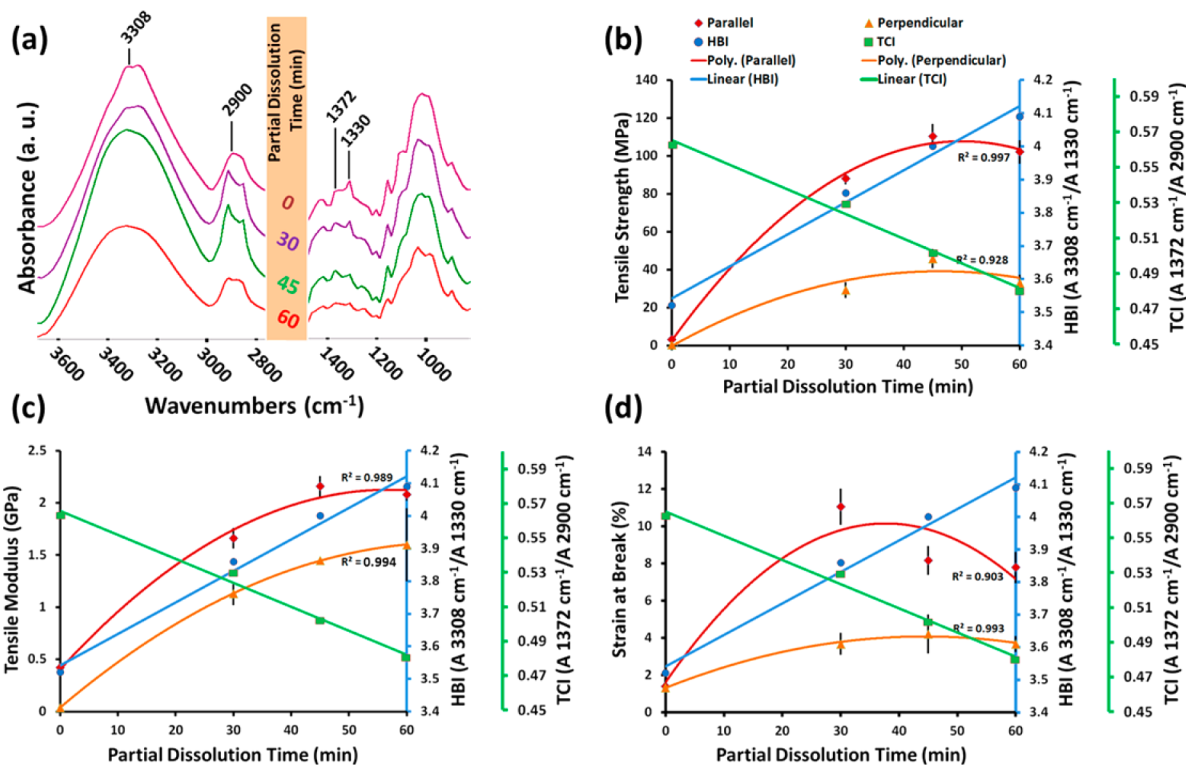 (a)
3308
2900
1372
1330
Partial Dissolution
Time (min)
0
30
45
60
Absorbance (a. u.)
3600
3400
3200
3000
2800
1400
1200
1000
Wavenumbers (cm-1)
(b)
Parallel
Perpendicular
HBI
TCI
Poly. (Parallel)
Poly. (Perpendicular)
Linear (HBI)
Linear (TCI)
Tensile Strength (MPa)
140
120
100
80
60
40
20
0
R² = 0.997
R² = 0.928
0 10 20 30 40 50 60
Partial Dissolution Time (min)
4.2
4.1
4
3.9
3.8
3.7
3.6
3.5
3.4
HBI (A 3308 cm-1/A 1330 cm-1)
0.59
0.57
0.55
0.53
0.51
0.49
0.47
0.45
TCI (A 1372 cm-1/A 2900 cm-1)
(c)
Tensile Modulus (GPa)
2.5
2
1.5
1
0.5
0
R² = 0.989
R² = 0.994
0 10 20 30 40 50 60
Partial Dissolution Time (min)
4.2
4.1
4
3.9
3.8
3.7
3.6
3.5
3.4
HBI (A 3308 cm-1/A 1330 cm-1)
0.59
0.57
0.55
0.53
0.51
0.49
0.47
0.45
TCI (A 1372 cm-1/A 2900 cm-1)
(d)
Strain at Break (%)
14
12
10
8
6
4
2
0
R² = 0.903
R² = 0.993
0 10 20 30 40 50 60
Partial Dissolution Time (min)
4.2
4.1
4
3.9
3.8
3.7
3.6
3.5
3.4
HBI (A 3308 cm-1/A 1330 cm-1)
0.59
0.57
0.55
0.53
0.51
0.49
0.47
0.45
TCI (A 1372 cm-1/A 2900 cm-1)